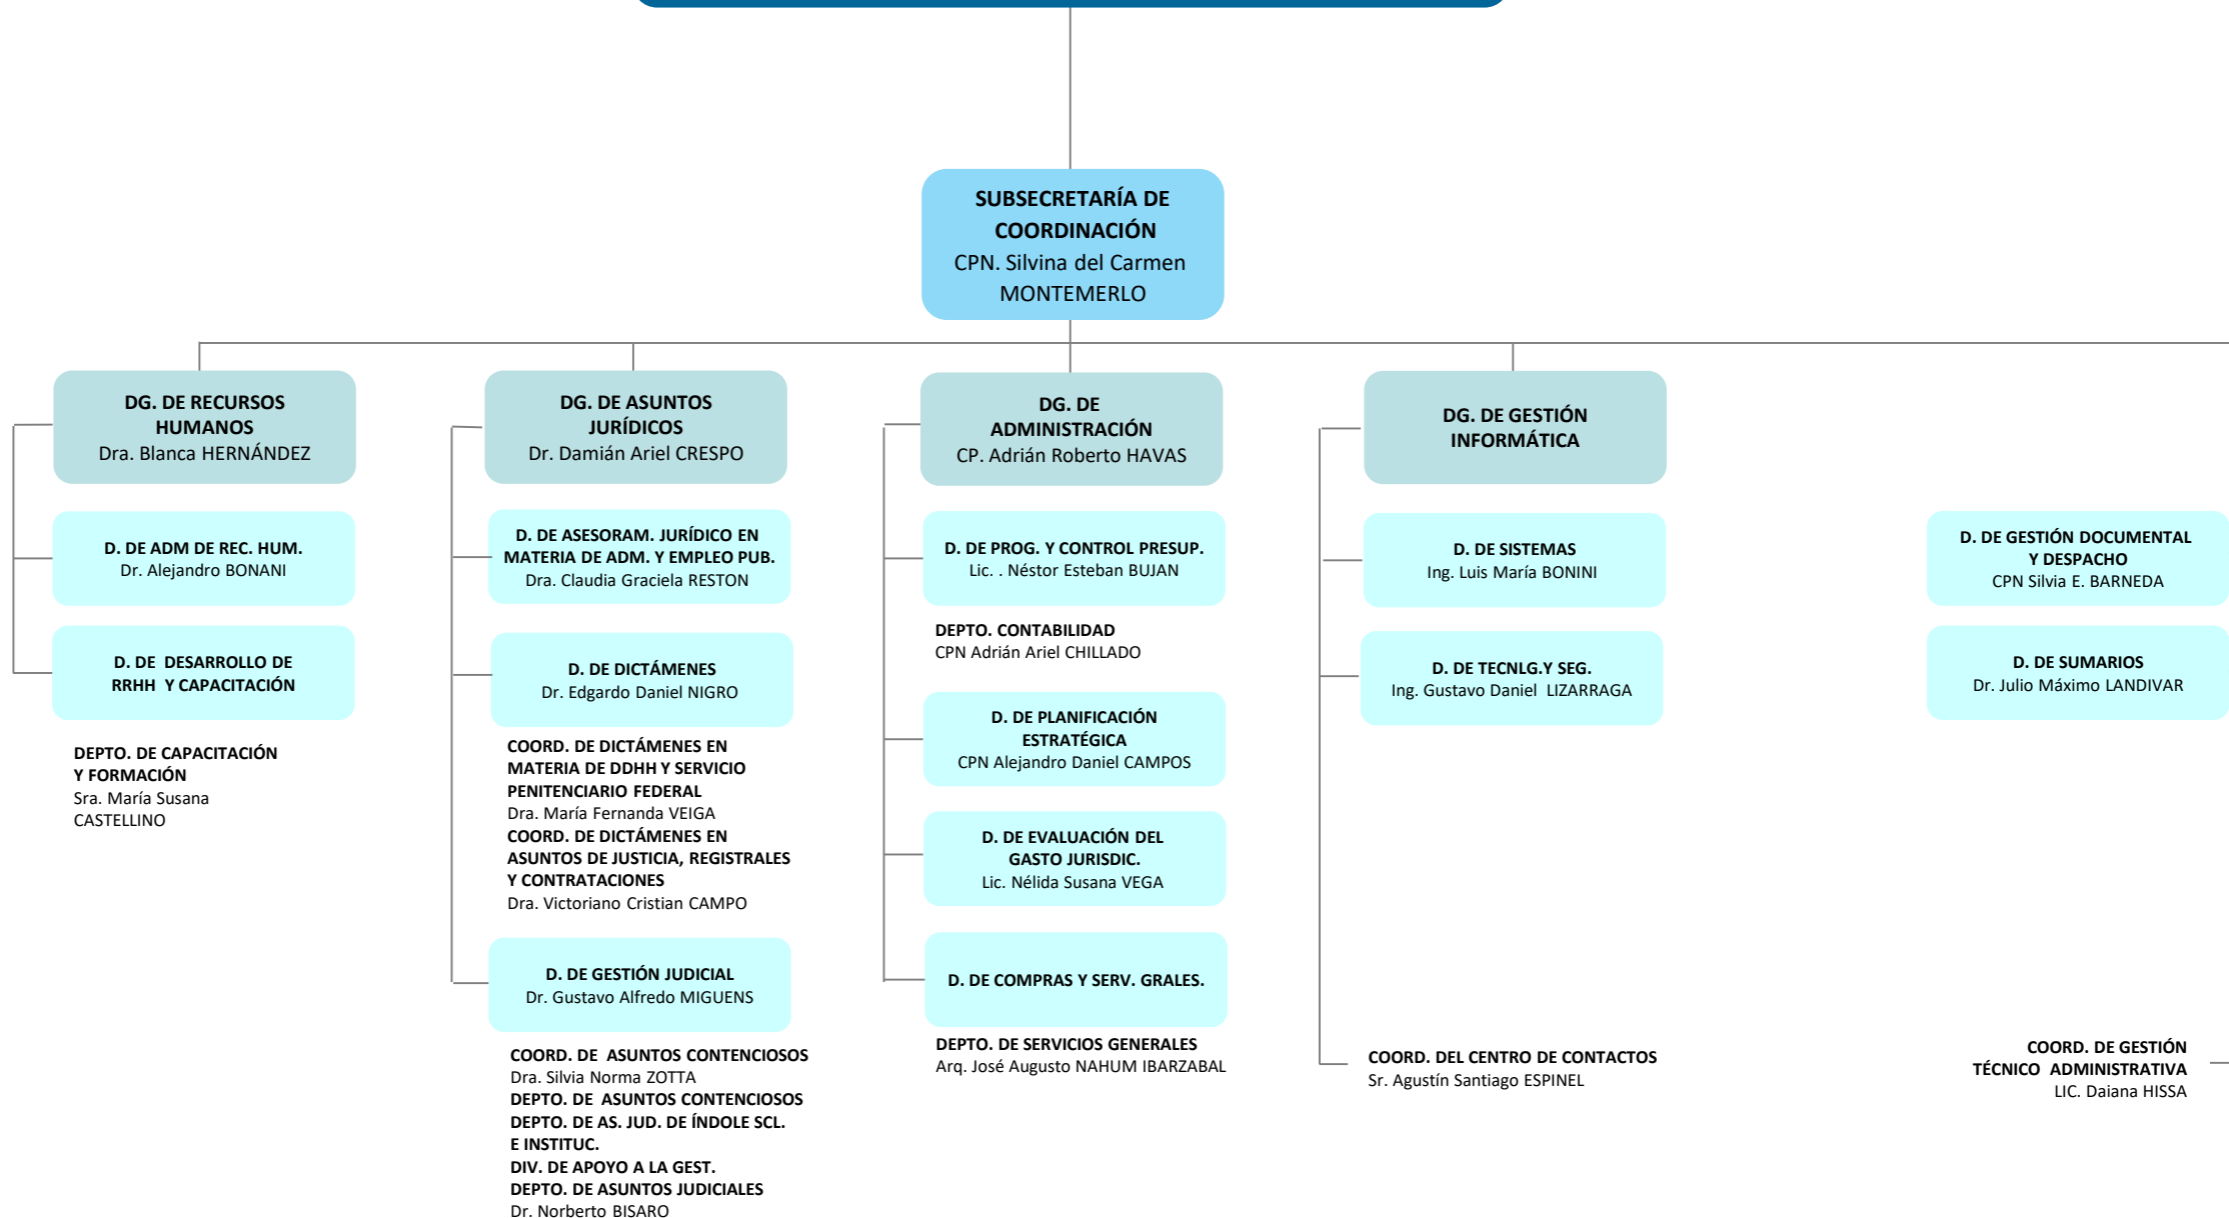 SUBSECRETARÍA DE
COORDINACIÓN
CPN. Silvina del Carmen
MONTEMERLO
DG. DE RECURSOS
HUMANOS
Dra. Blanca HERNÁNDEZ
D. DE ADM DE REC. HUM.
Dr. Alejandro BONANI
D. DE DESARROLLO DE
RRHH Y CAPACITACIÓN
DEPTO. DE CAPACITACIÓN
Y FORMACIÓN
Sra. María Susana
CASTELLINO
DG. DE ASUNTOS
JURÍDICOS
Dr. Damián Ariel CRESPO
D. DE ASESORAM. JURÍDICO EN
MATERIA DE ADM. Y EMPLEO PUB.
Dra. Claudia Graciela RESTON
D. DE DICTÁMENES
Dr. Edgardo Daniel NIGRO
COORD. DE DICTÁMENES EN
MATERIA DE DDHH Y SERVICIO
PENITENCIARIO FEDERAL
Dra. María Fernanda VEIGA
COORD. DE DICTÁMENES EN
ASUNTOS DE JUSTICIA, REGISTRALES
Y CONTRATACIONES
Dra. Victoriano Cristian CAMPO
D. DE GESTIÓN JUDICIAL
Dr. Gustavo Alfredo MIGUENS
COORD. DE ASUNTOS CONTENCIOSOS
Dra. Silvia Norma ZOTTA
DEPTO. DE ASUNTOS CONTENCIOSOS
DEPTO. DE AS. JUD. DE ÍNDOLE SCL.
E INSTITUC.
DIV. DE APOYO A LA GEST.
DEPTO. DE ASUNTOS JUDICIALES
Dr. Norberto BISARO
DG. DE
ADMINISTRACIÓN
CP. Adrián Roberto HAVAS
D. DE PROG. Y CONTROL PRESUP.
Lic. . Néstor Esteban BUJAN
DEPTO. CONTABILIDAD
CPN Adrián Ariel CHILLADO
D. DE PLANIFICACIÓN
ESTRATÉGICA
CPN Alejandro Daniel CAMPOS
D. DE EVALUACIÓN DEL
GASTO JURISDIC.
Lic. Nélida Susana VEGA
D. DE COMPRAS Y SERV. GRALES.
DEPTO. DE SERVICIOS GENERALES
Arq. José Augusto NAHUM IBARZABAL
DG. DE GESTIÓN
INFORMÁTICA
D. DE SISTEMAS
Ing. Luis María BONINI
D. DE TECNLG.Y SEG.
Ing. Gustavo Daniel LIZARRAGA
COORD. DEL CENTRO DE CONTACTOS
Sr. Agustín Santiago ESPINEL
D. DE GESTIÓN DOCUMENTAL
Y DESPACHO
CPN Silvia E. BARNEDA
D. DE SUMARIOS
Dr. Julio Máximo LANDIVAR
COORD. DE GESTIÓN
TÉCNICO ADMINISTRATIVA
LIC. Daiana HISSA